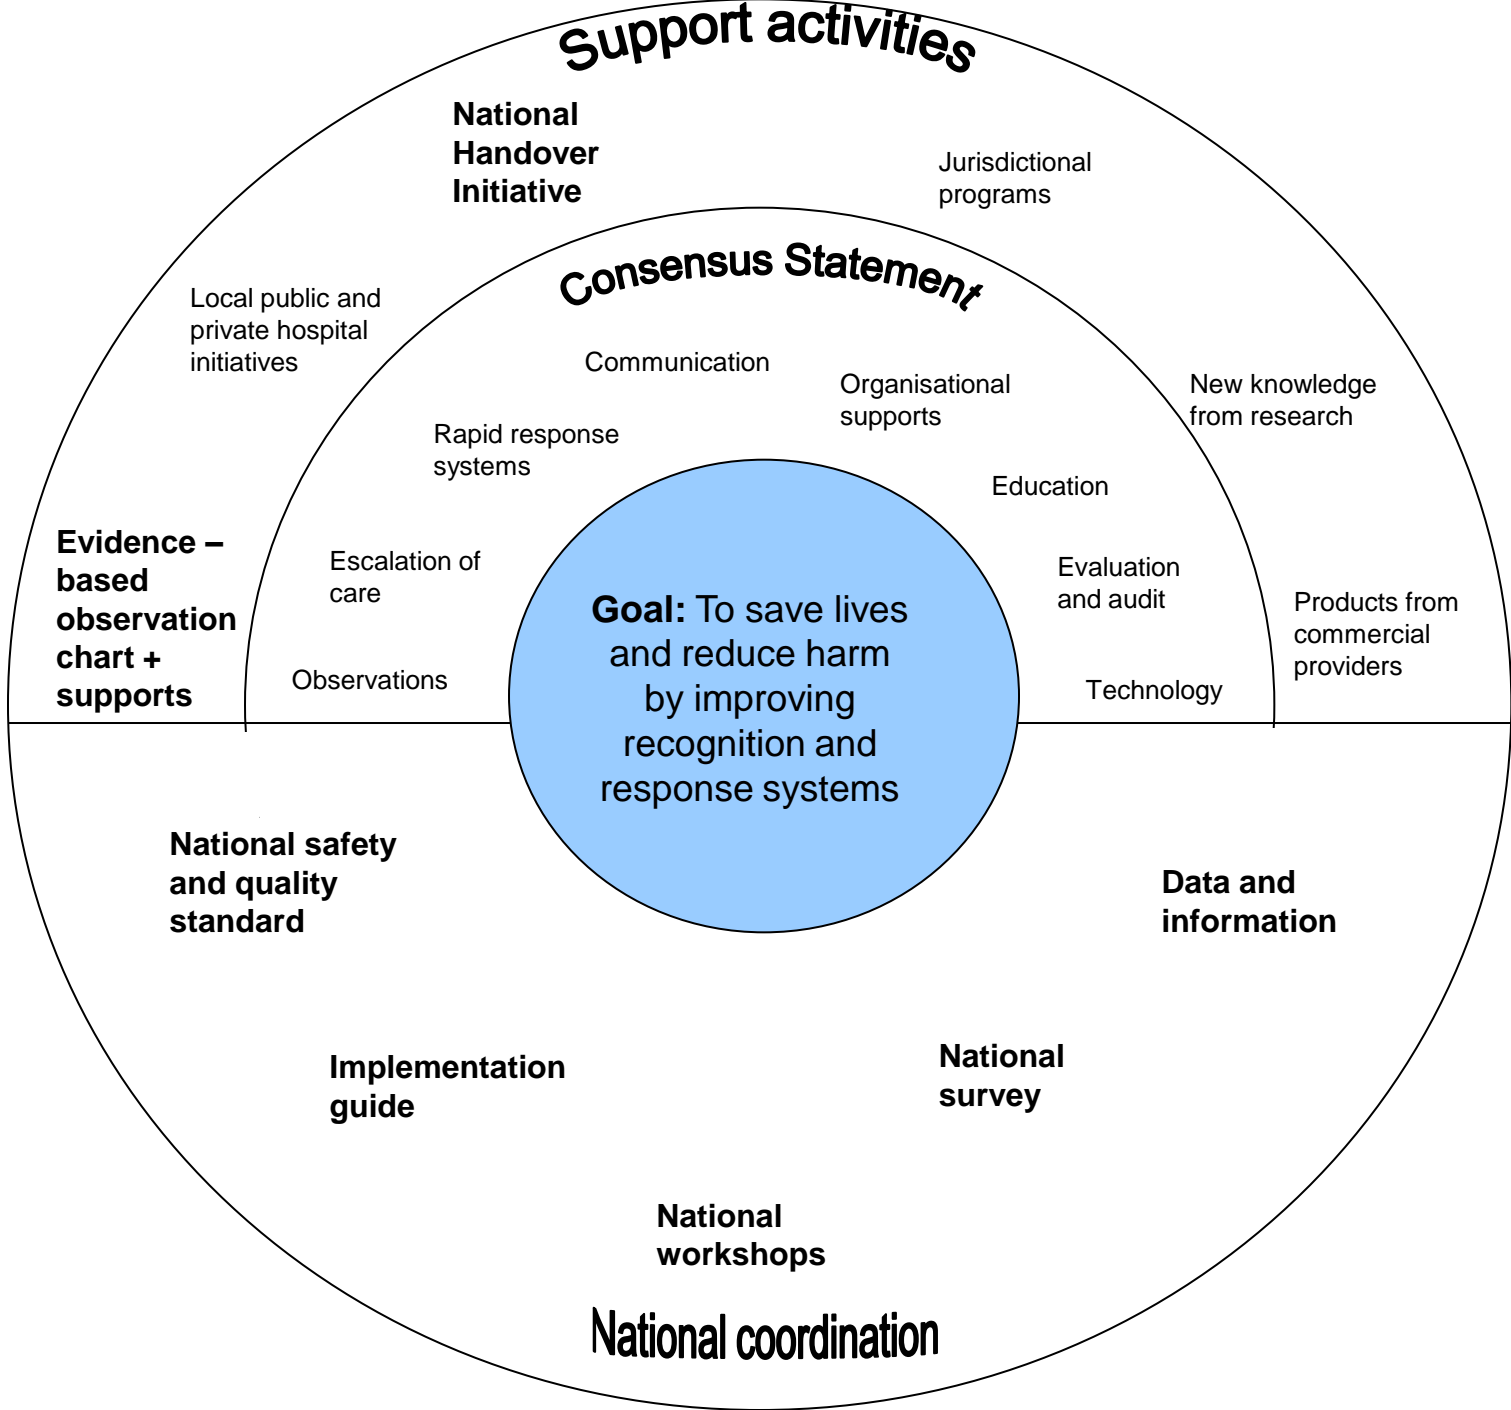 Support activities
National
Handover
Initiative
Jurisdictional
programs
Local public and
private hospital
initiatives
New knowledge
from research
Evidence –
based
observation
chart +
supports
Products from
commercial
providers
Consensus Statement
Communication
Organisational
supports
Rapid response
systems
Education
Escalation of
care
Evaluation
and audit
Observations
Technology
Goal: To save lives
and reduce harm
by improving
recognition and
response systems
National safety
and quality
standard
Data and
information
Implementation
guide
National
survey
National
workshops
National coordination